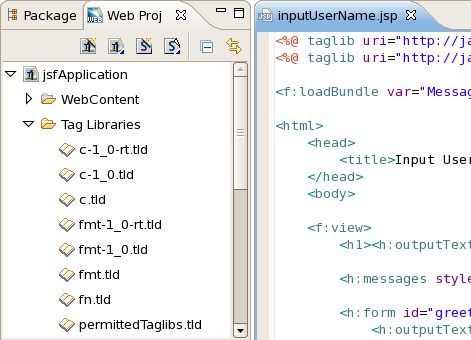 Package
Web Proj
jsfApplication
WebContent
Tag Libraries
c-1_0-rt.tld
c-1_0.tld
c.tld
fmt-1_0-rt.tld
fmt-1_0.tld
fmt.tld
fn.tld
permittedTaglibs.tld
inputUserName.jsp
<%@ taglib uri="http://ja
<%@ taglib uri="http://ja
<f:loadBundle var="Messag
<html>
<head>
<title>Input User
</head>
<body>
<f:view>
<h1><h:outputText
<h:messages style
<h:form id="greet
<h:outputText